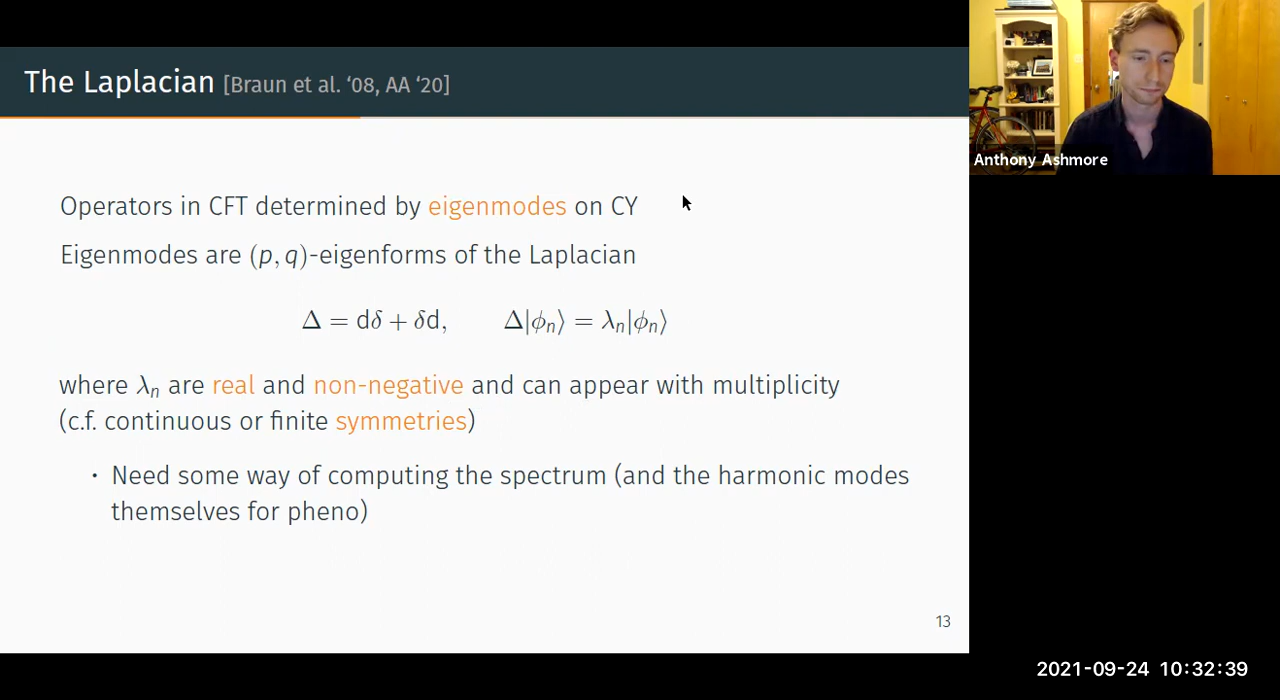 The Laplacian [Braun et al. ‘08, AA ‘20]
Operators in CFT determined by eigenmodes on CY
Eigenmodes are (p, q)-eigenforms of the Laplacian
Δ = dδ + δd, Δ|ϕₙ⟩ = λₙ|ϕₙ⟩
where λₙ are real and non-negative and can appear with multiplicity
(c.f. continuous or finite symmetries)
• Need some way of computing the spectrum (and the harmonic modes
themselves for pheno)
13
Anthony Ashmore
2021-09-24 10:32:39